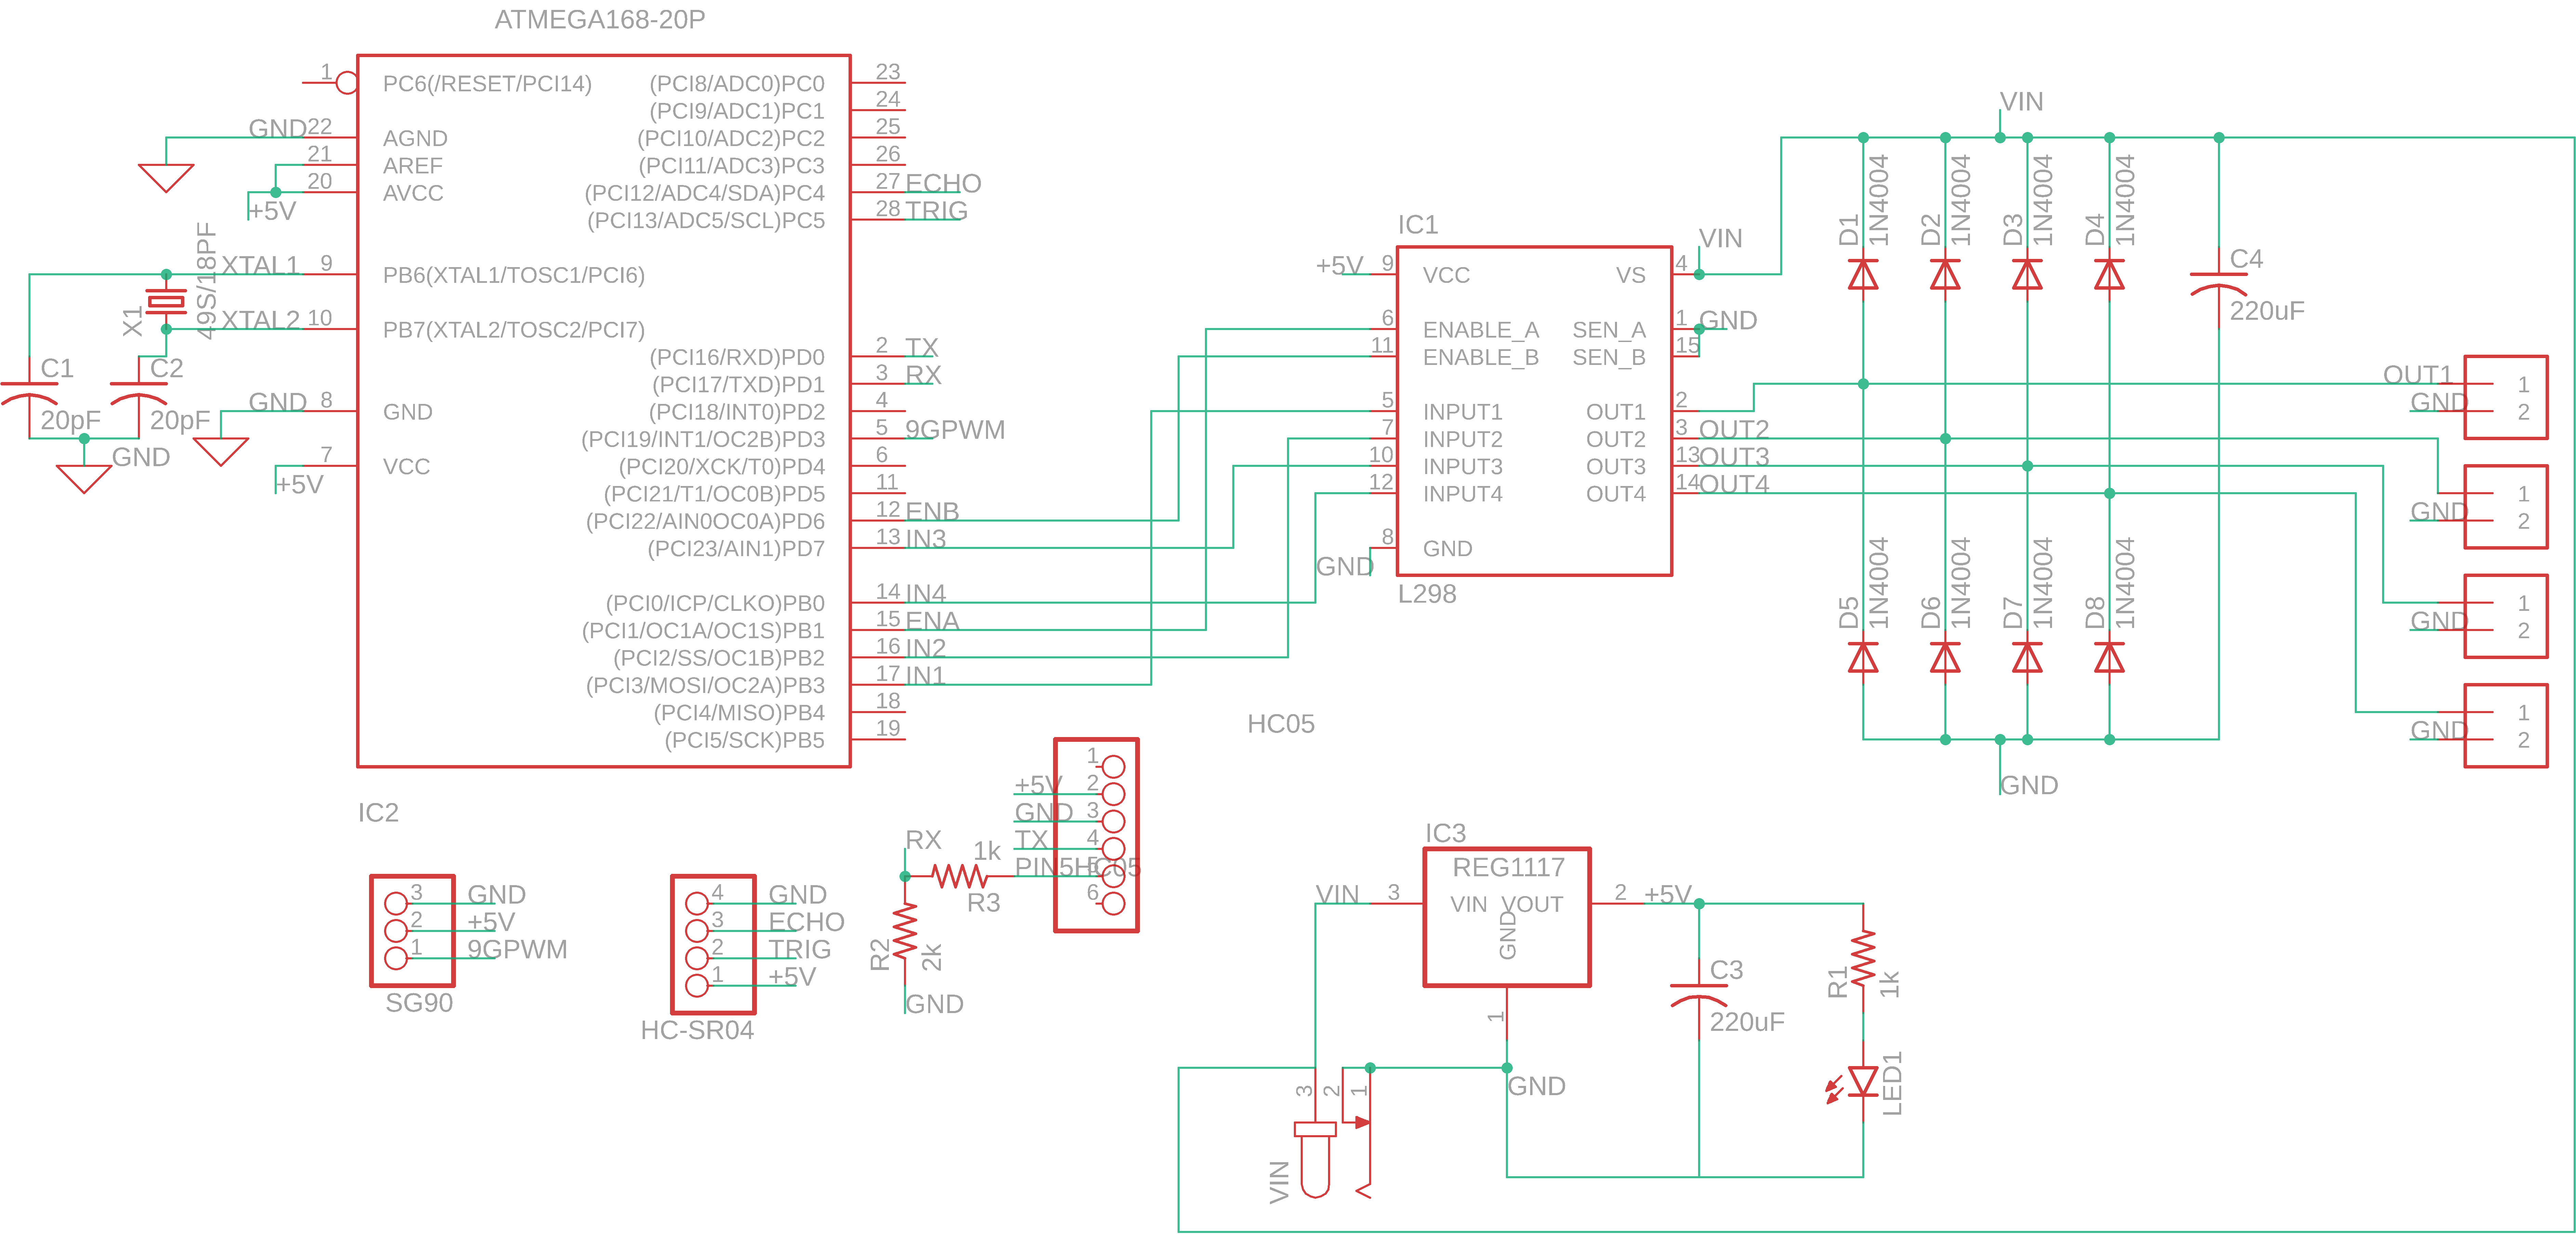 ATMEGA168-20P
1 PC6(/RESET/PCI14) (PCI8/ADC0)PC0 23
(PCI9/ADC1)PC1 24
GND 22 AGND (PCI10/ADC2)PC2 25
21 AREF (PCI11/ADC3)PC3 26
20 AVCC (PCI12/ADC4/SDA)PC4 27 ECHO
+5V (PCI13/ADC5/SCL)PC5 28 TRIG
XTAL1 9 PB6(XTAL1/TOSC1/PCI6)
X1 49S/18PF
XTAL2 10 PB7(XTAL2/TOSC2/PCI7)
(PCI16/RXD)PD0 2 TX
C1 C2
(PCI17/TXD)PD1 3 RX
20pF 20pF
GND 8 GND (PCI18/INT0)PD2 4
(PCI19/INT1/OC2B)PD3 5 9GPWM
GND
7 VCC (PCI20/XCK/T0)PD4 6
+5V
(PCI21/T1/OC0B)PD5 11
(PCI22/AIN0OC0A)PD6 12 ENB
(PCI23/AIN1)PD7 13 IN3
(PCI0/ICP/CLKO)PB0 14 IN4
(PCI1/OC1A/OC1S)PB1 15 ENA
(PCI2/SS/OC1B)PB2 16 IN2
(PCI3/MOSI/OC2A)PB3 17 IN1
(PCI4/MISO)PB4 18
(PCI5/SCK)PB5 19
IC2
IC1
+5V 9 VCC VS 4 VIN
6 ENABLE_A SEN_A 1 GND
11 ENABLE_B SEN_B 15
5 INPUT1 OUT1 2
7 INPUT2 OUT2 3 OUT2
10 INPUT3 OUT3 13 OUT3
12 INPUT4 OUT4 14 OUT4
GND 8 GND
L298
VIN
D1 1N4004
D2 1N4004
D3 1N4004
D4 1N4004
C4
220uF
D5 1N4004
D6 1N4004
D7 1N4004
D8 1N4004
GND
OUT1 1
GND 2
1
GND 2
1
GND 2
1
GND 2
HC05
1
+5V 2
GND 3
TX 4
PIN5HC05 5
6
RX
1k
R3
R2
2k
GND
3 GND
2 +5V
1 9GPWM
SG90
4 GND
3 ECHO
2 TRIG
1 +5V
HC-SR04
IC3
REG1117
VIN 3 VIN VOUT 2 +5V
GND
1
GND
3 2 1
VIN
C3
220uF
R1
1k
LED1